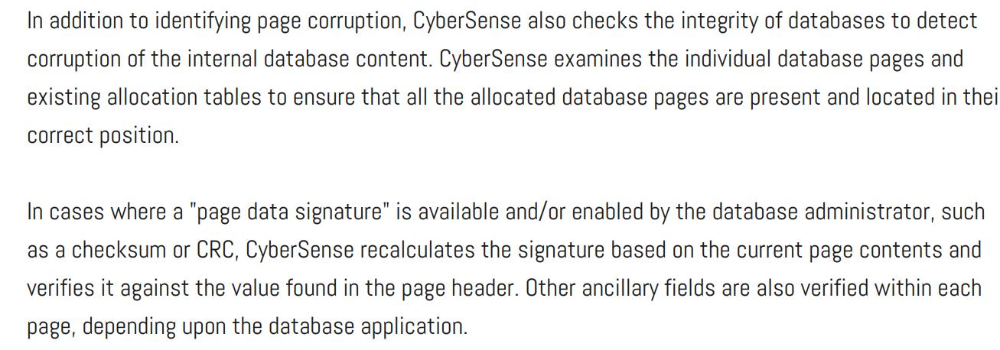 In addition to identifying page corruption, CyberSense also checks the integrity of databases to detect
corruption of the internal database content. CyberSense examines the individual database pages and
existing allocation tables to ensure that all the allocated database pages are present and located in thei
correct position.
In cases where a "page data signature" is available and/or enabled by the database administrator, such
as a checksum or CRC, CyberSense recalculates the signature based on the current page contents and
verifies it against the value found in the page header. Other ancillary fields are also verified within each
page, depending upon the database application.